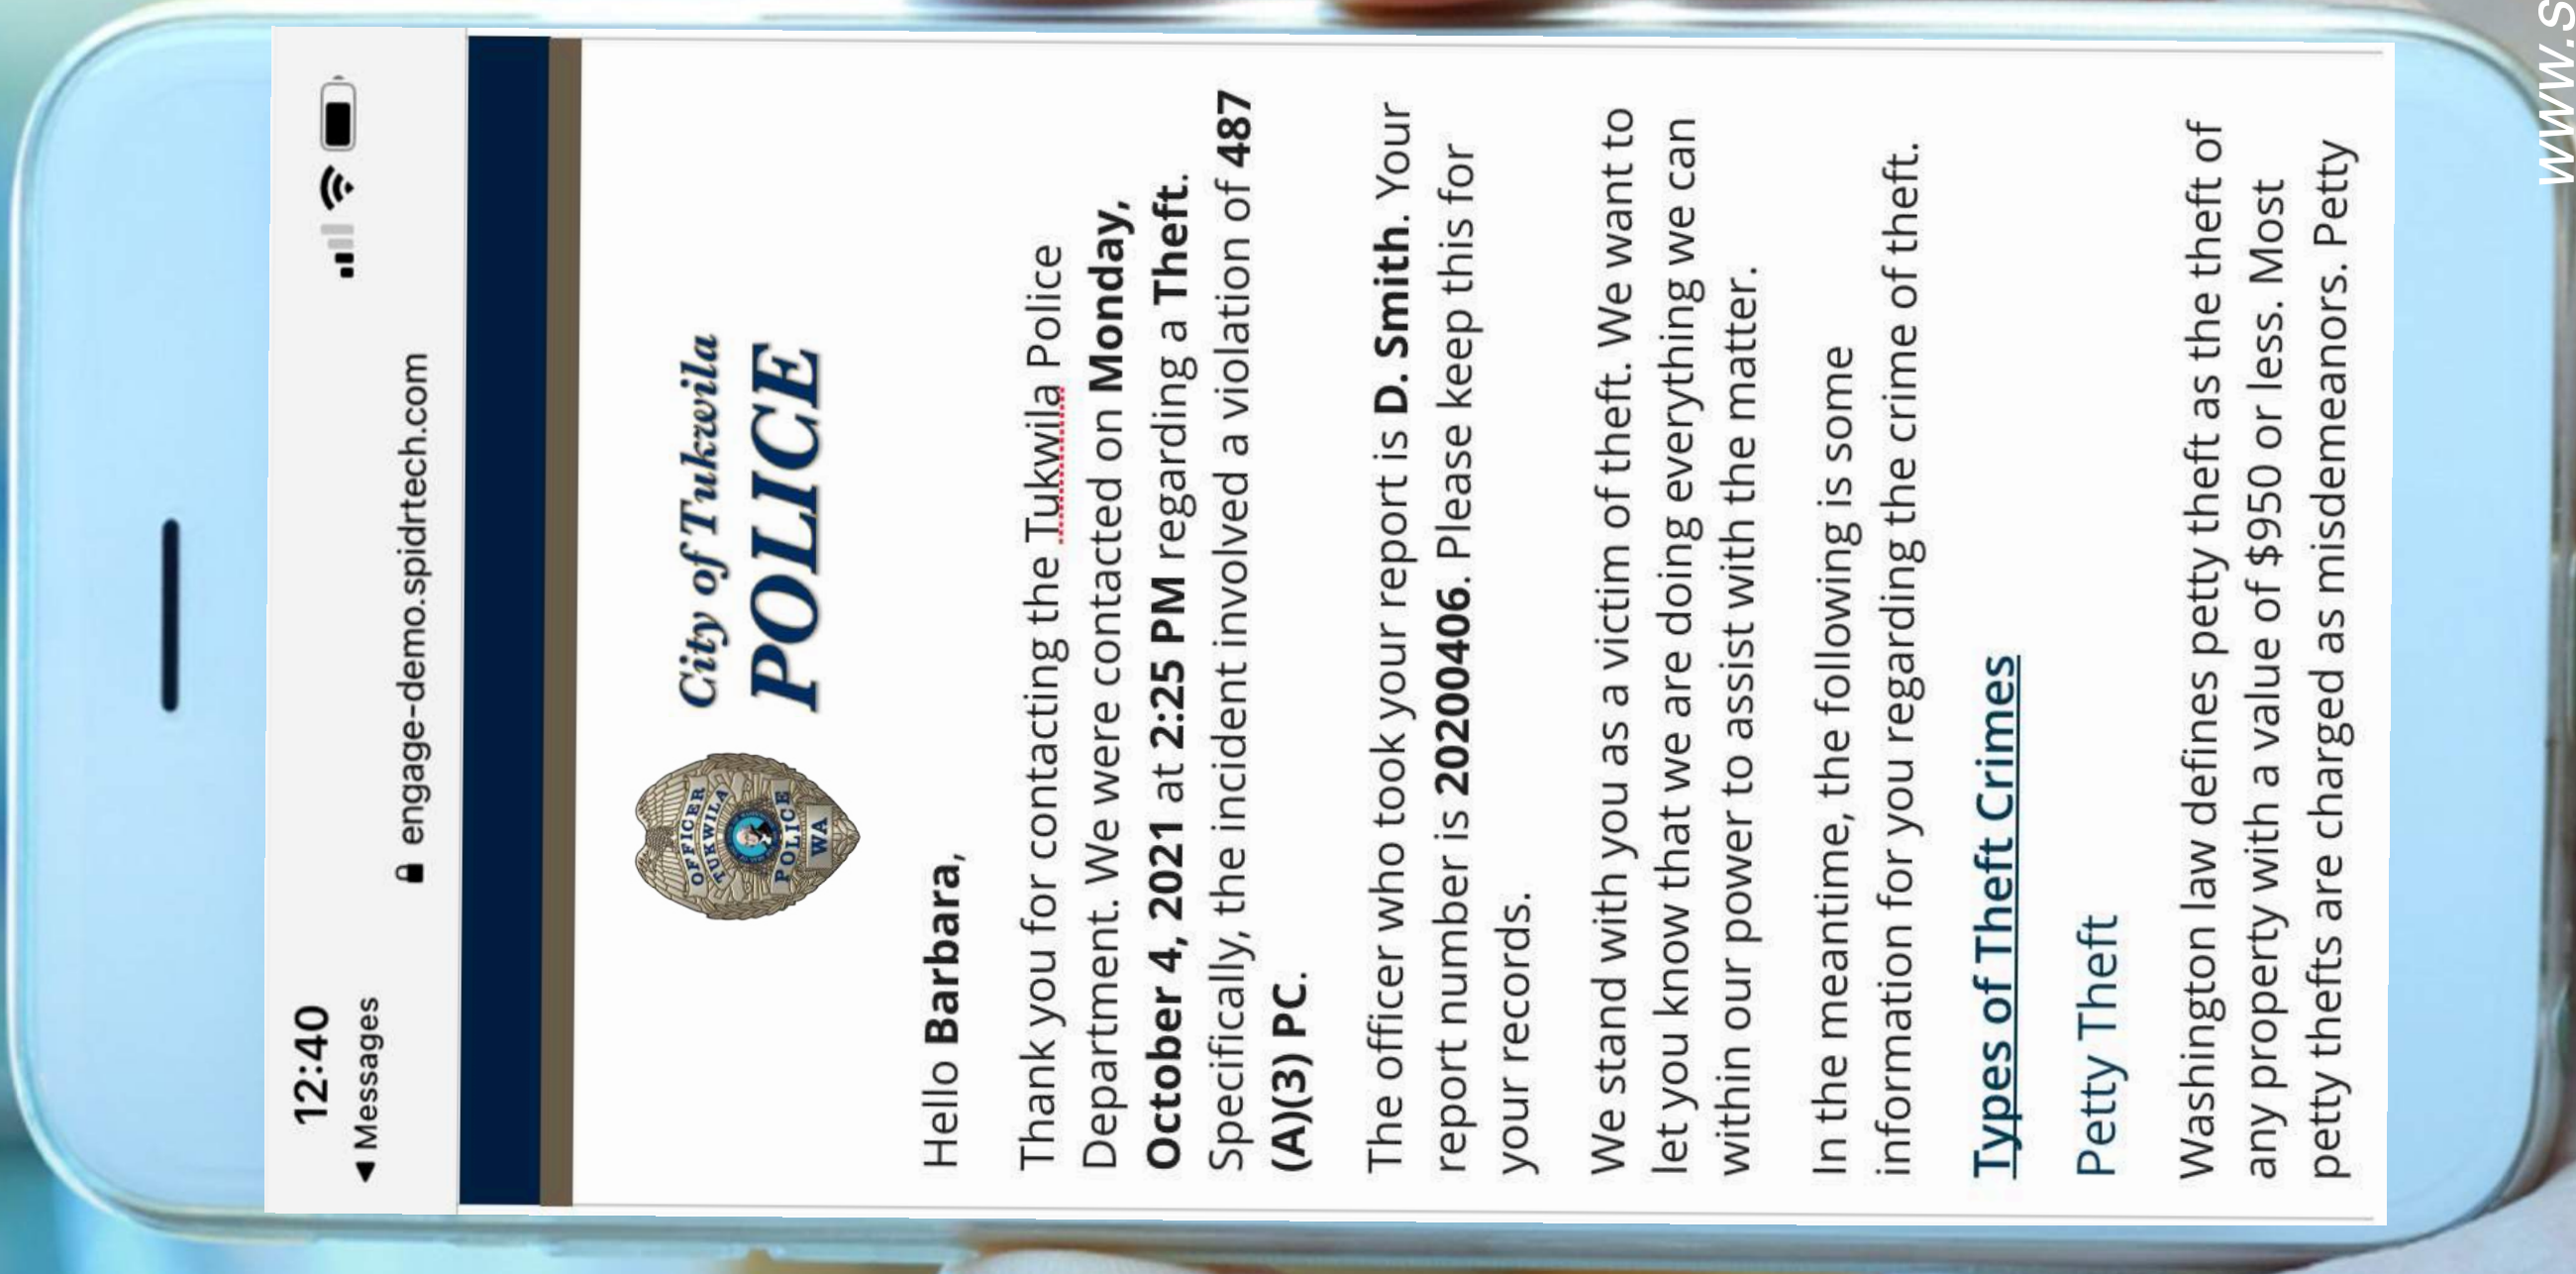 12:40
◀ Messages
engage-demo.spidrtech.com
OFFICER
TUKWILA
POLICE
WA
City of Tukwila
POLICE
Hello Barbara,
Thank you for contacting the Tukwila Police
Department. We were contacted on Monday,
October 4, 2021 at 2:25 PM regarding a Theft.
Specifically, the incident involved a violation of 487
(A)(3) PC.
The officer who took your report is D. Smith. Your
report number is 20200406. Please keep this for
your records.
We stand with you as a victim of theft. We want to
let you know that we are doing everything we can
within our power to assist with the matter.
In the meantime, the following is some
information for you regarding the crime of theft.
Types of Theft Crimes
Petty Theft
Washington law defines petty theft as the theft of
any property with a value of $950 or less. Most
petty thefts are charged as misdemeanors. Petty
www.s